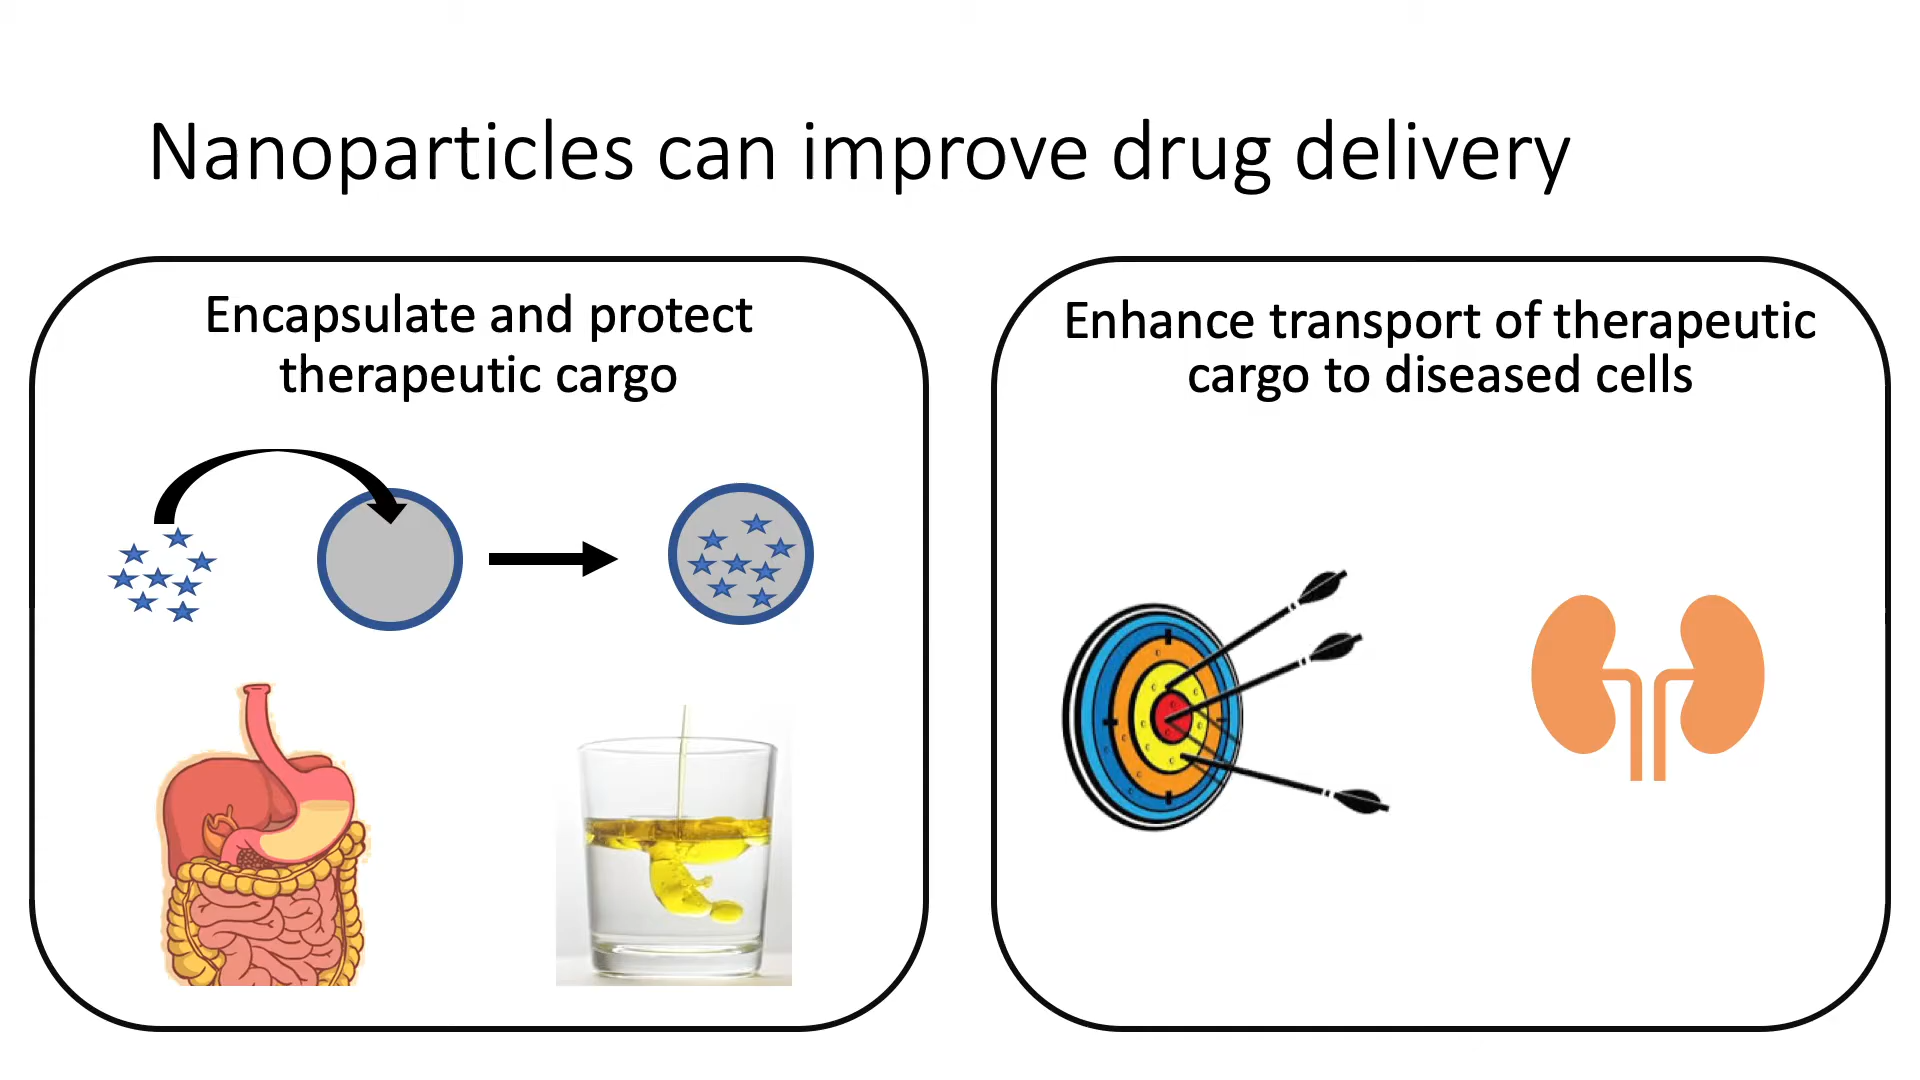 Nanoparticles can improve drug delivery
Encapsulate and protect
therapeutic cargo
Enhance transport of therapeutic
cargo to diseased cells